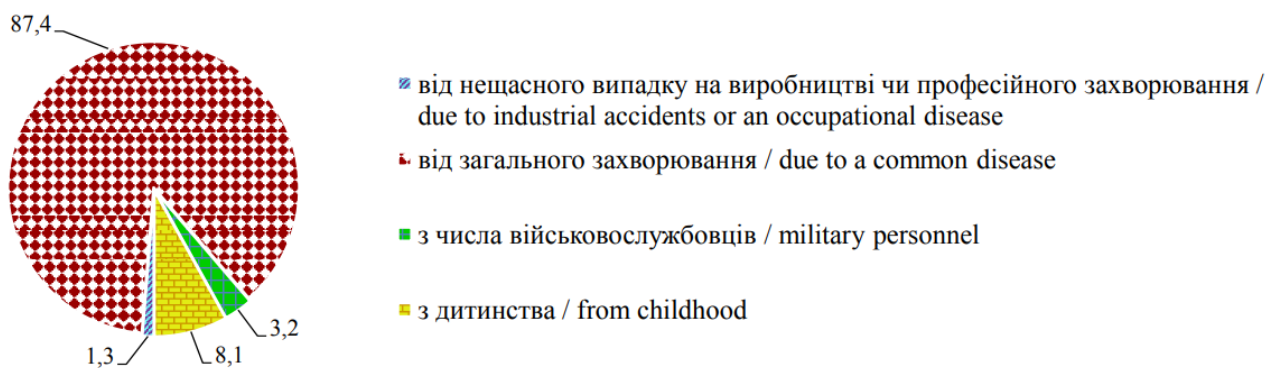 87,4
від нещасного випадку на виробництві чи професійного захворювання /
due to industrial accidents or an occupational disease
від загального захворювання / due to a common disease
з числа військовослужбовців / military personnel
з дитинства / from childhood
3,2
8,1
1,3